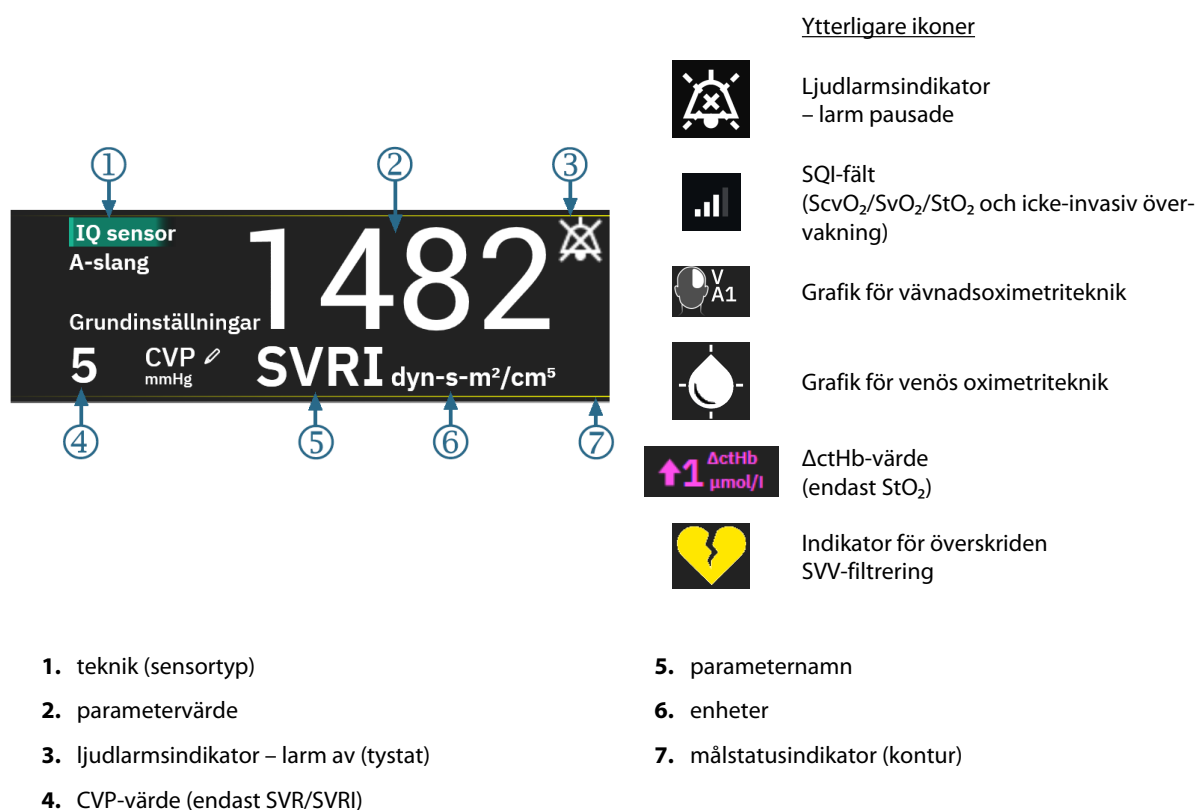 Ytterligare ikoner
Ljudlarmsindikator
– larm pausade
SQI-fält
(ScvO₂/SvO₂/StO₂ och icke-invasiv över-
vakning)
V
A1
Grafik för vävnadsoximetriteknik
Grafik för venös oximetriteknik
1 ΔctHb
µmol/l
ΔctHb-värde
(endast StO₂)
Indikator för överskriden
SVV-filtrering
① ② ③
IQ sensor
A-slang
1482
Grundinställningar
5 CVP SVRI dyn-s-m²/cm⁵
mmHg
④ ⑤ ⑥ ⑦
1. teknik (sensortyp)
2. parametervärde
3. ljudlarmsindikator – larm av (tystat)
4. CVP-värde (endast SVR/SVRI)
5. parameternamn
6. enheter
7. målstatusindikator (kontur)